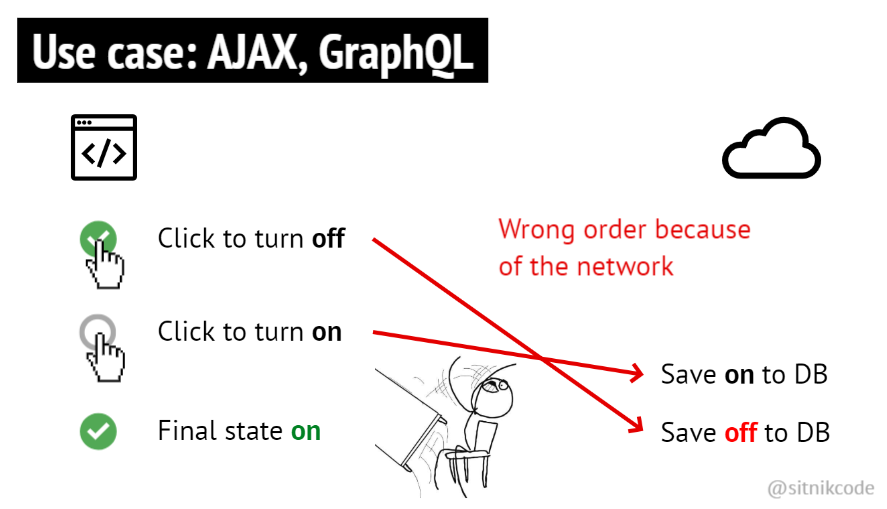 Use case: AJAX, GraphQL
Click to turn off
Wrong order because
of the network
Click to turn on
Save on to DB
Final state on
Save off to DB
@sitnikcode